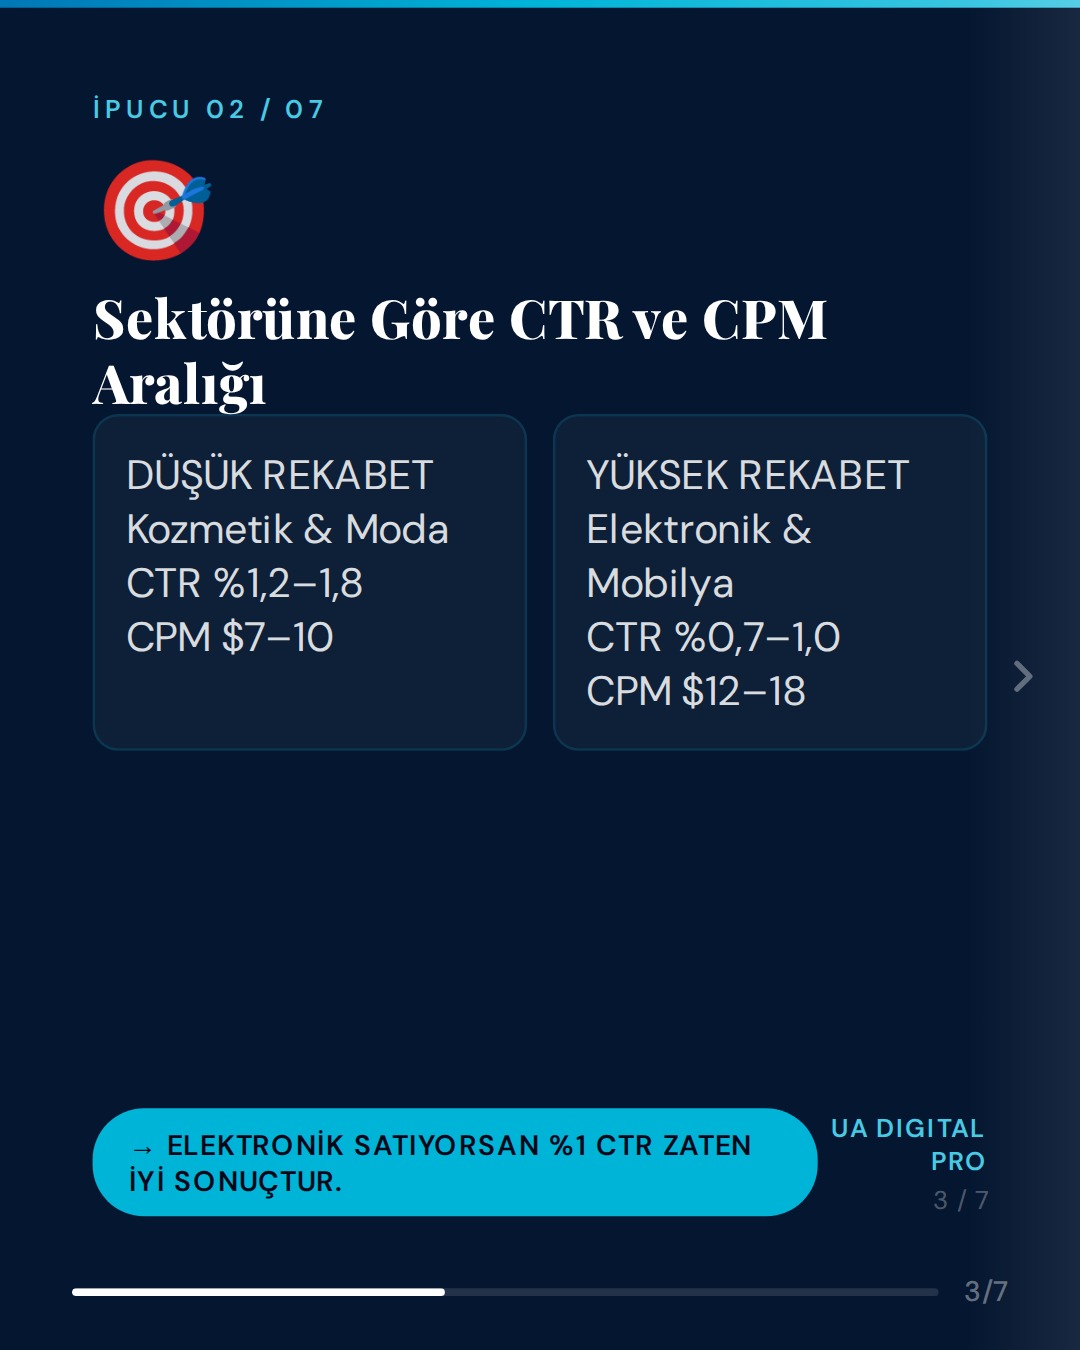 İPUCU 02 / 07
Sektörüne Göre CTR ve CPM
Aralığı
DÜŞÜK REKABET
Kozmetik & Moda
CTR %1,2–1,8
CPM $7–10
YÜKSEK REKABET
Elektronik &
Mobilya
CTR %0,7–1,0
CPM $12–18
→ ELEKTRONİK SATIYORSAN %1 CTR ZATEN
İYİ SONUÇTUR.
UA DIGITAL
PRO
3 / 7
3/7